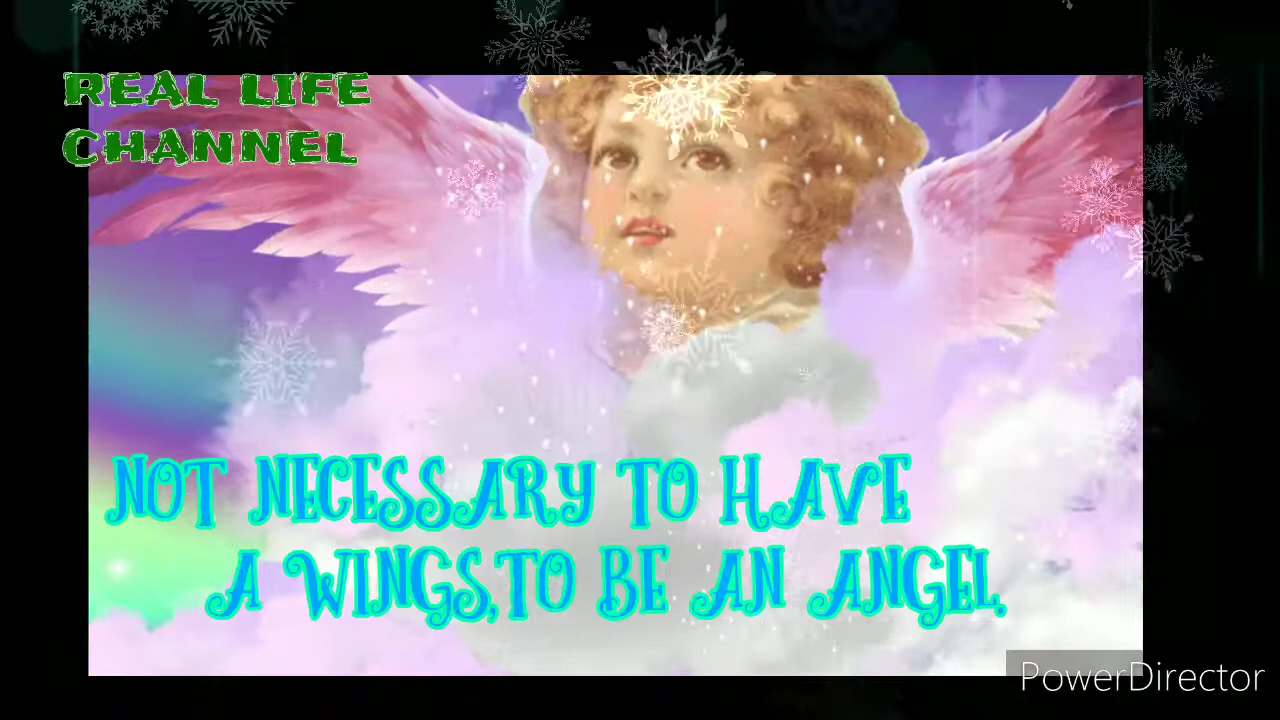 REAL LIFE
CHANNEL
NOT NECESSARY TO HAVE
A WINGS,TO BE AN ANGEL.
PowerDirector